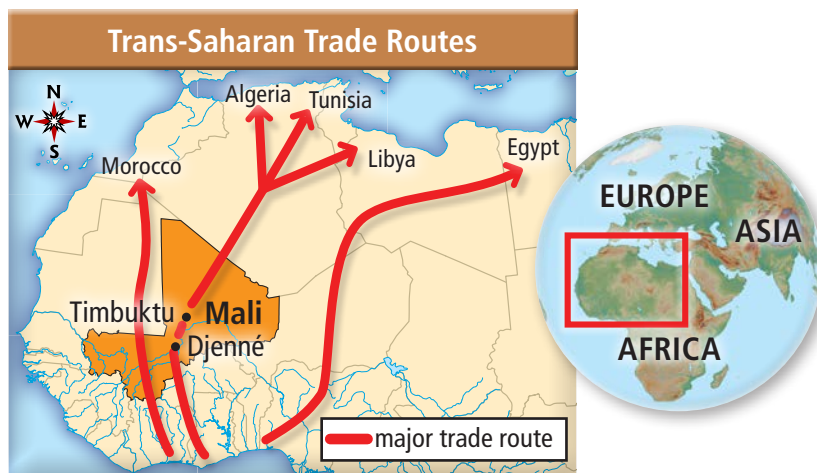 Trans-Saharan Trade Routes
N
W E
S
Algeria
Tunisia
Morocco
Libya
Egypt
Timbuktu
Mali
Djenné
major trade route
EUROPE
ASIA
AFRICA